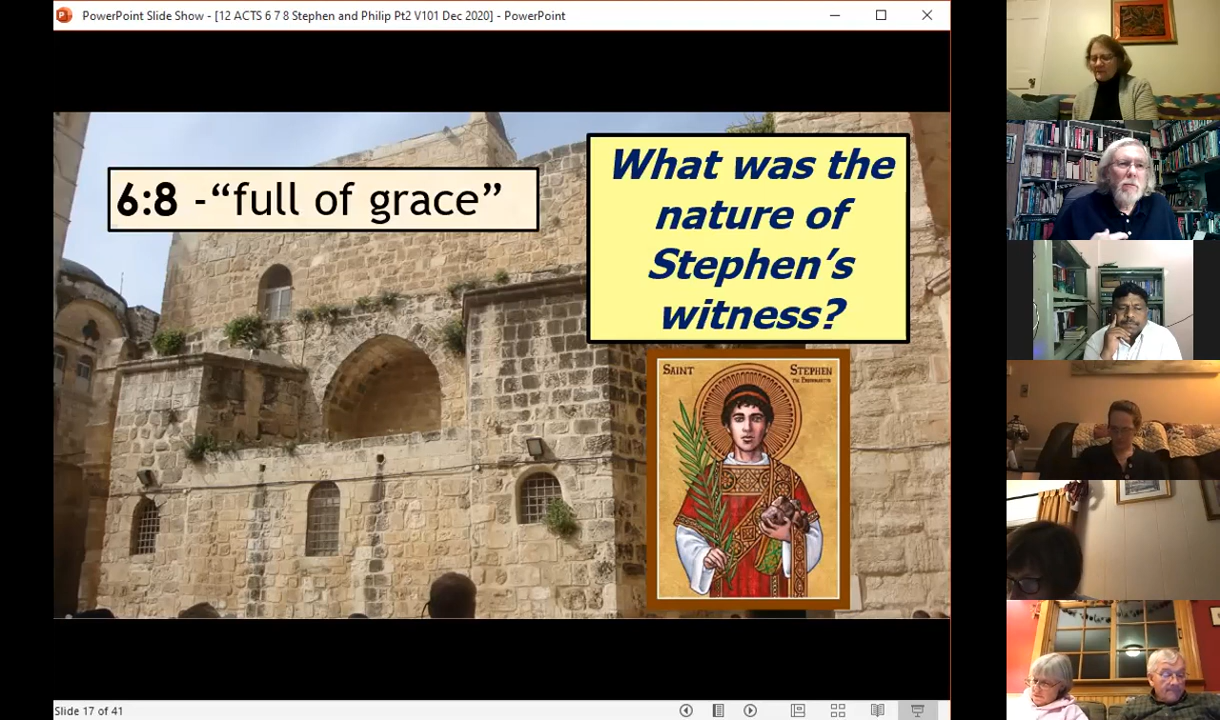 PowerPoint Slide Show - [12 ACTS 6 7 8 Stephen and Philip Pt2 V101 Dec 2020] - PowerPoint
6:8 -“full of grace”
What was the
nature of
Stephen’s
witness?
SAINT STEPHEN
Slide 17 of 41